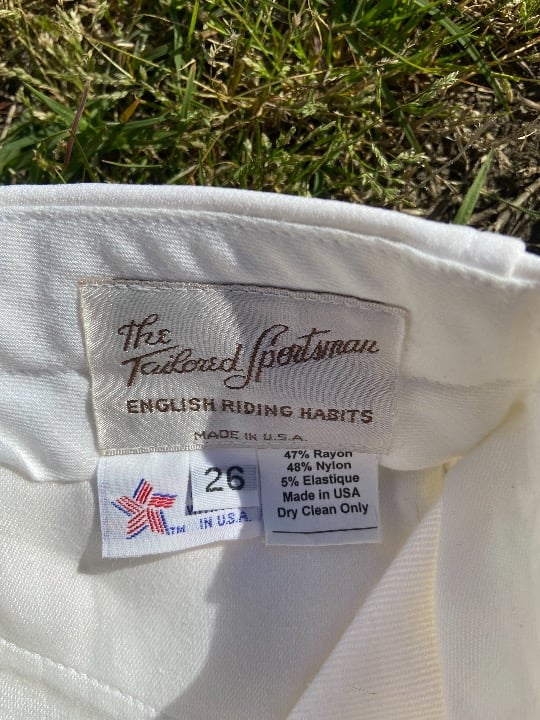 The
Tailored Sportsman
ENGLISH RIDING HABITS
MADE IN U.S.A.
26
TM IN U.S.A.
47% Rayon
48% Nylon
5% Elastique
Made in USA
Dry Clean Only